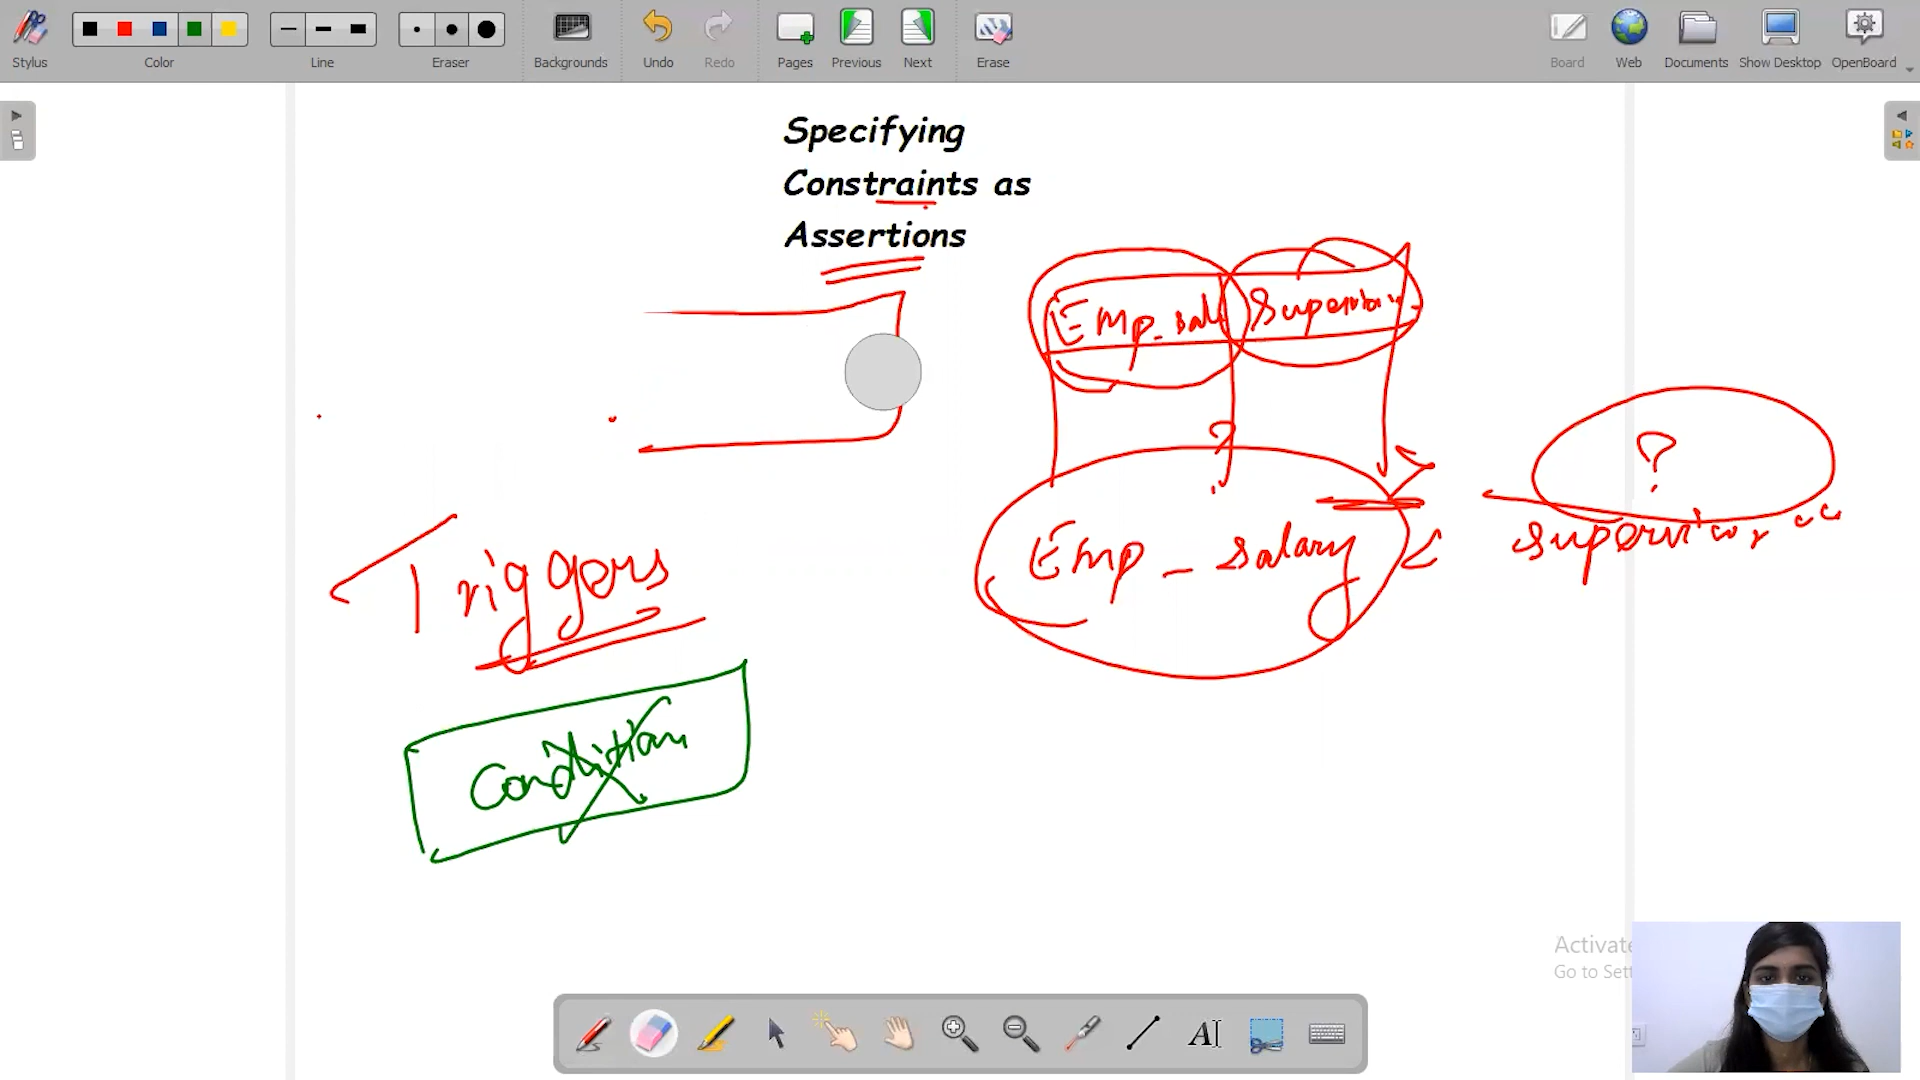 Stylus
Color
Line
Eraser
Backgrounds
Undo
Redo
Pages
Previous
Next
Erase
Board
Web
Documents
Show Desktop
OpenBoard
Specifying
Constraints as
Assertions
Emp_sal
?
?
Emp_salary
<
supervisor
Triggers
Condition
Activate
Go to Sett